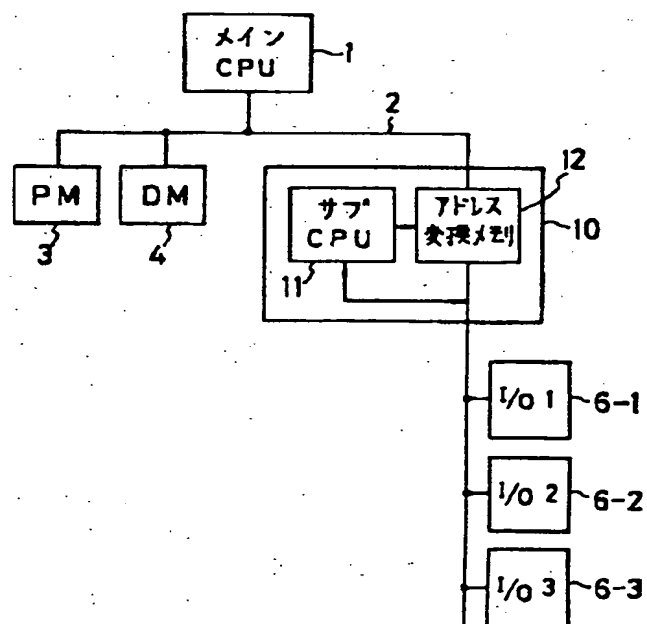 メイン
CPU
1
2
PM
3
DM
4
サブ
CPU
11
アドレス
変換メモリ
12
10
I/O 1
6-1
I/O 2
6-2
I/O 3
6-3